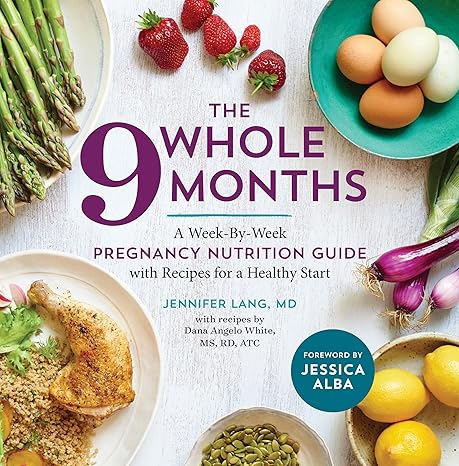 THE
9 WHOLE
MONTHS
A Week-By-Week
PREGNANCY NUTRITION GUIDE
with Recipes for a Healthy Start
JENNIFER LANG, MD
with recipes by
Dana Angelo White,
MS, RD, ATC
FOREWORD BY
JESSICA
ALBA